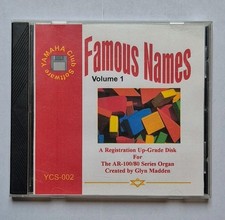 YAMAHA Club Software
Famous Names
Volume 1
A Registration Up-Grade Disk
For
The AR-100/80 Series Organ
Created by Glyn Madden
YCS-002